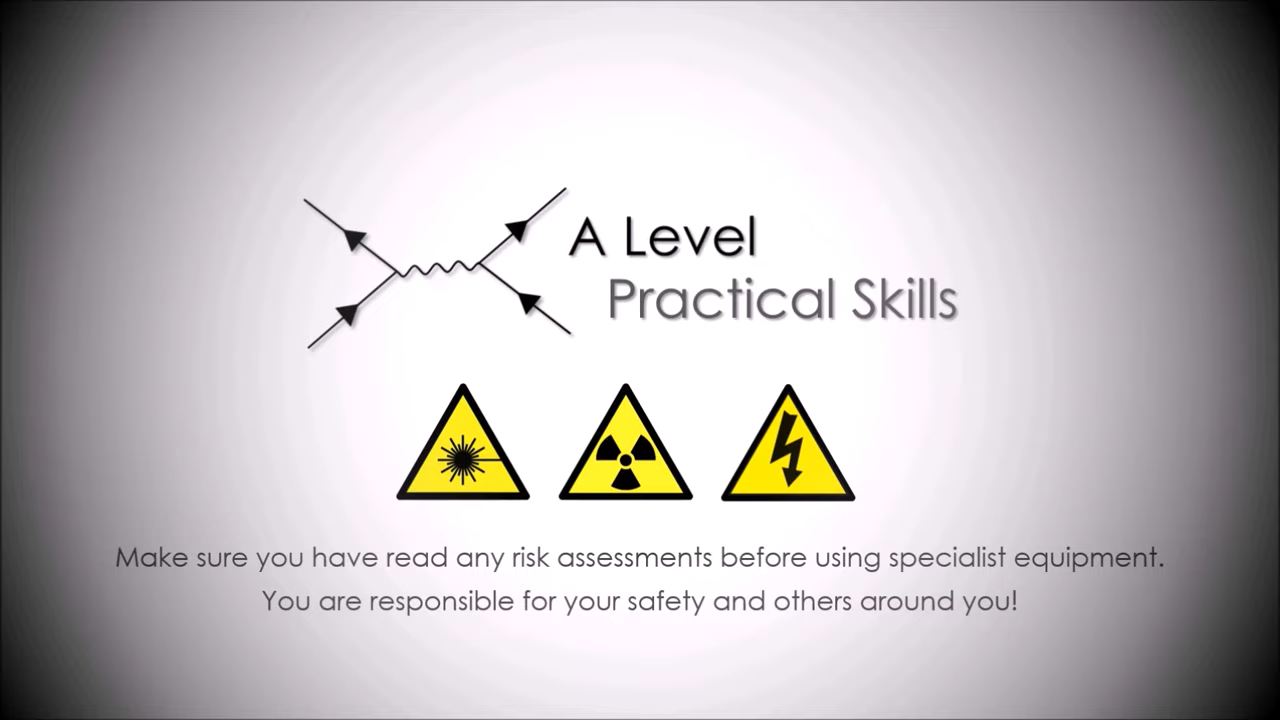 A Level
Practical Skills
Make sure you have read any risk assessments before using specialist equipment.
You are responsible for your safety and others around you!